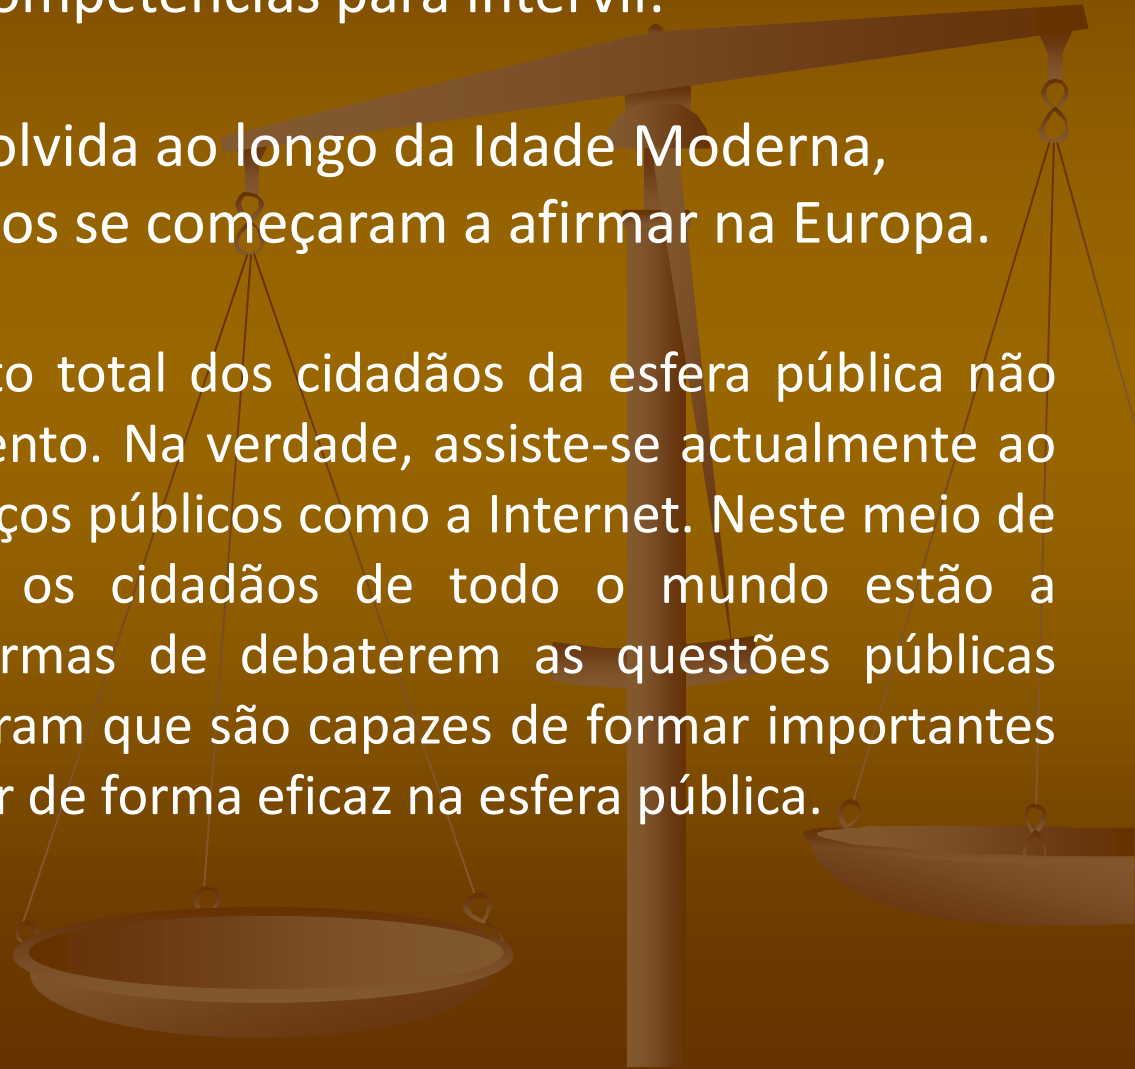 ompetências para intervir.
olvida ao longo da Idade Moderna,
os se começaram a afirmar na Europa.
to total dos cidadãos da esfera pública não
ento. Na verdade, assiste-se actualmente ao
ços públicos como a Internet. Neste meio de
os cidadãos de todo o mundo estão a
rmas de debaterem as questões públicas
ram que são capazes de formar importantes
r de forma eficaz na esfera pública.